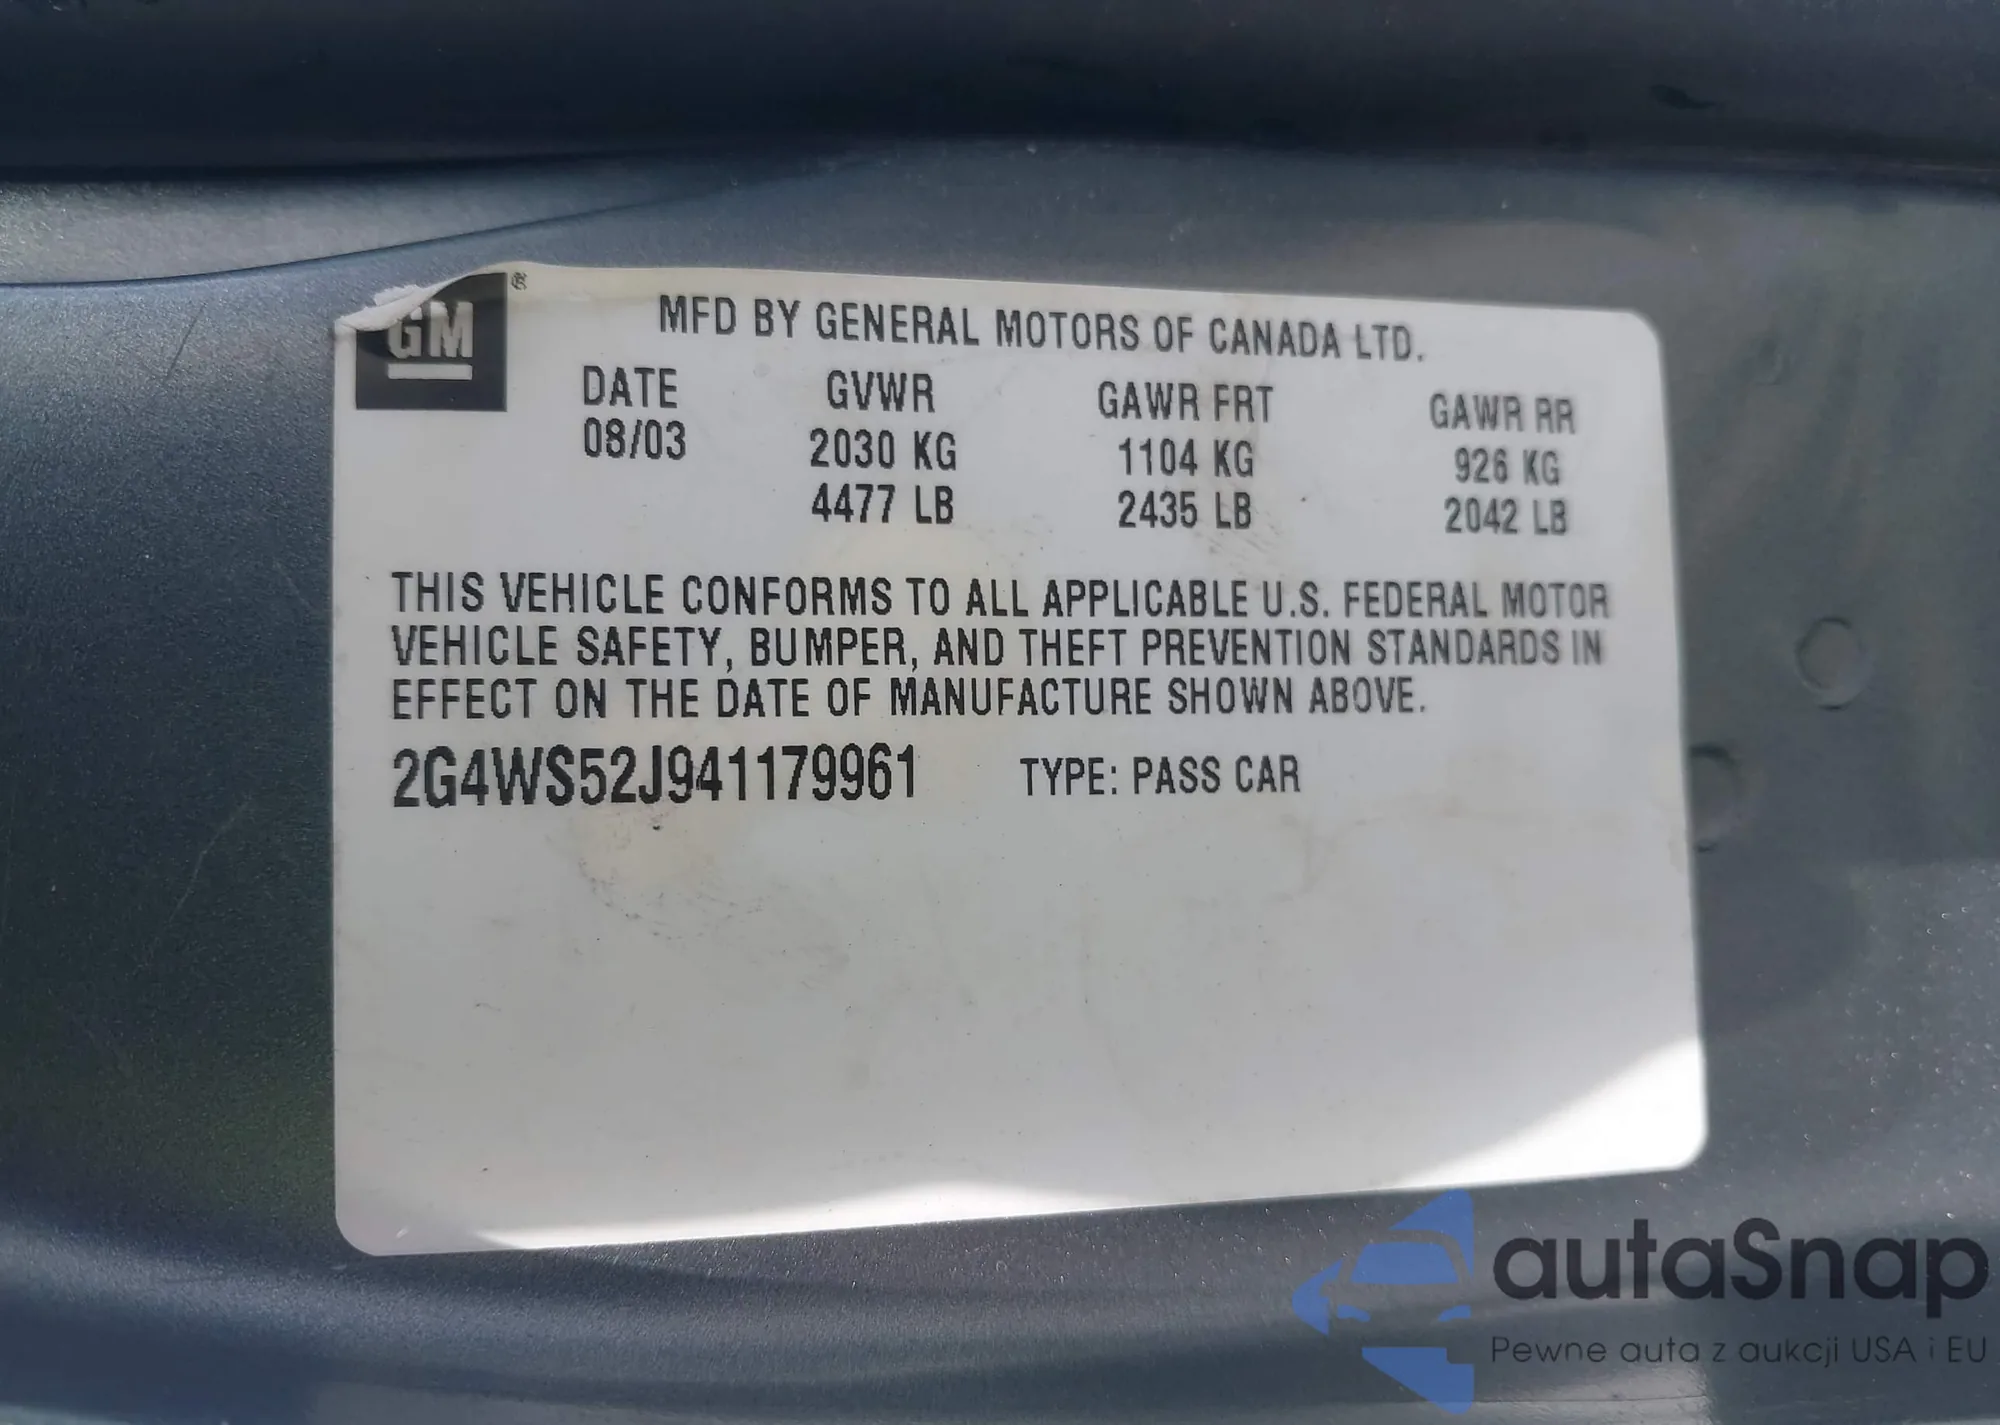 GM®
MFD BY GENERAL MOTORS OF CANADA LTD.
DATE GVWR GAWR FRT GAWR RR
08/03 2030 KG 1104 KG 926 KG
4477 LB 2435 LB 2042 LB
THIS VEHICLE CONFORMS TO ALL APPLICABLE U.S. FEDERAL MOTOR
VEHICLE SAFETY, BUMPER, AND THEFT PREVENTION STANDARDS IN
EFFECT ON THE DATE OF MANUFACTURE SHOWN ABOVE.
2G4WS52J941179961 TYPE: PASS CAR
autaSnap
Pewne auta z aukcji USA i EU